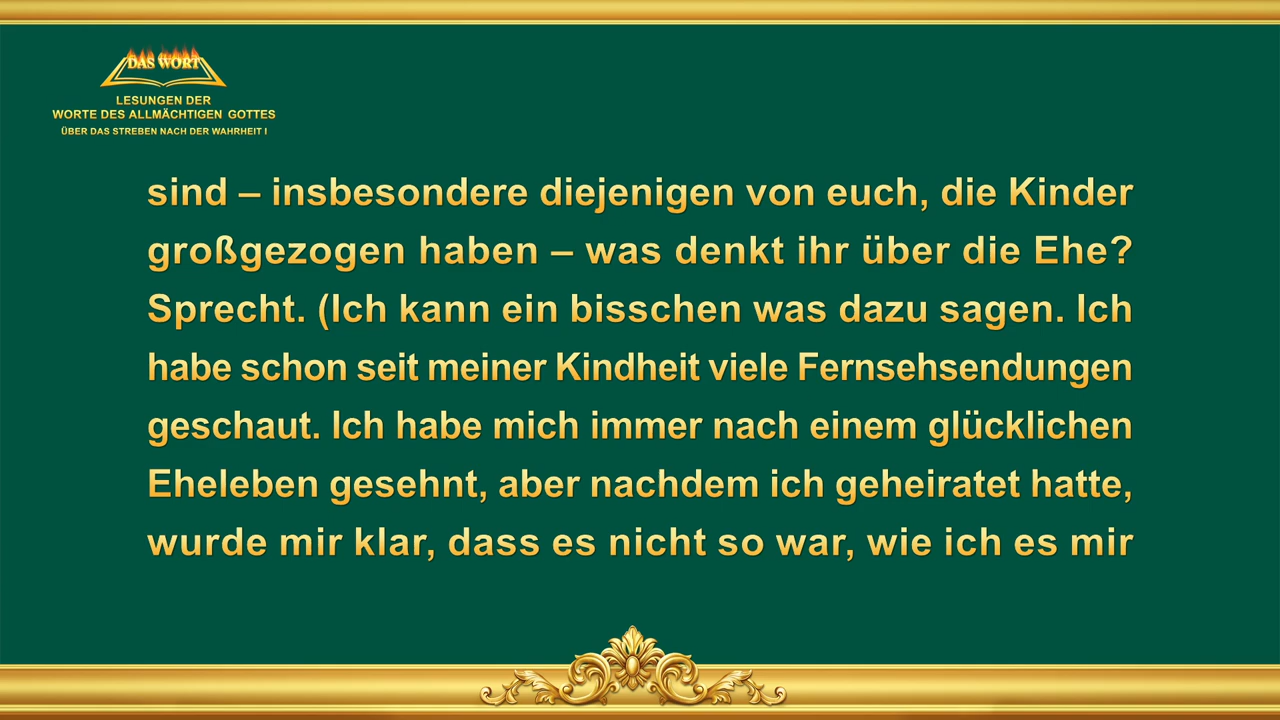 DAS WORT
LESUNGEN DER
WORTE DES ALLMÄCHTIGEN GOTTES
ÜBER DAS STREBEN NACH DER WAHRHEIT I
sind – insbesondere diejenigen von euch, die Kinder
großgezogen haben – was denkt ihr über die Ehe?
Sprecht. (Ich kann ein bisschen was dazu sagen. Ich
habe schon seit meiner Kindheit viele Fernsehsendungen
geschaut. Ich habe mich immer nach einem glücklichen
Eheleben gesehnt, aber nachdem ich geheiratet hatte,
wurde mir klar, dass es nicht so war, wie ich es mir